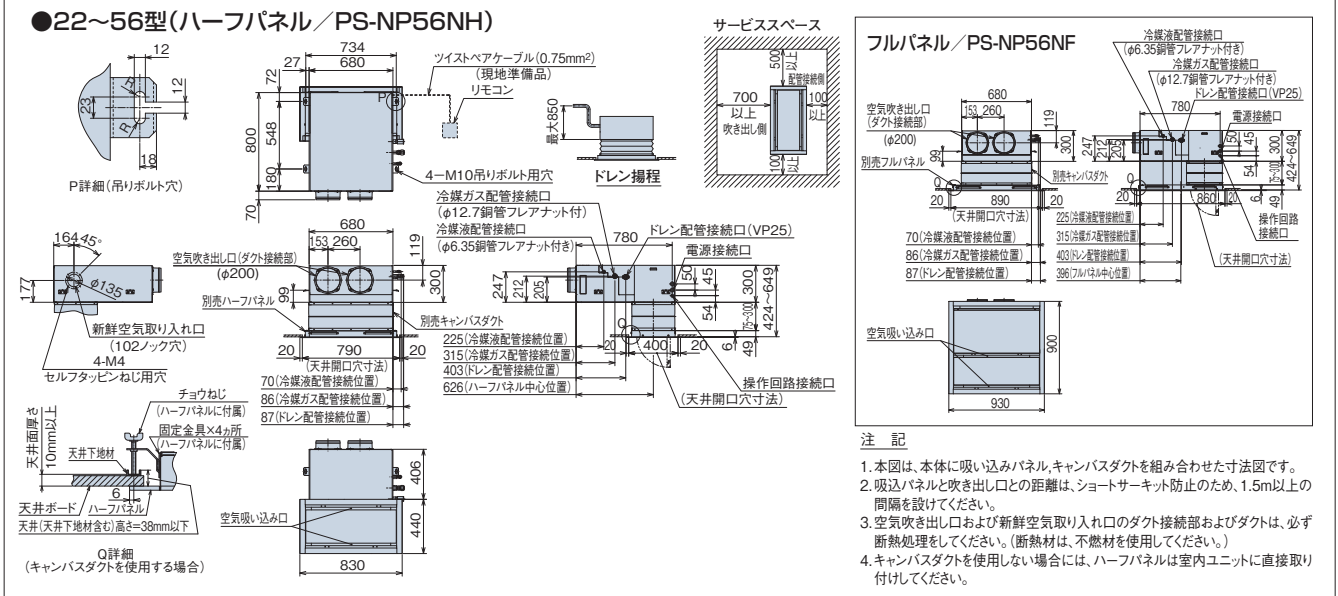 ●22～56型(ハーフパネル／PS-NP56NH)
12
12
23
R
R
18
P詳細(吊りボルト穴)
734
27
680
72
P
800
548
180
70
ツイストペアケーブル(0.75mm²)
(現地準備品)
リモコン
4－M10吊りボルト用穴
最大850
ドレン揚程
サービススペース
500以上
配管接続側
700以上
吹き出し側
100以上
100以上
164
45°
177
φ135
新鮮空気取り入れ口
(102ノック穴)
4-M4
セルフタッピンねじ用穴
冷媒ガス配管接続口
(φ12.7銅管フレアナット付)
冷媒液配管接続口
(φ6.35銅管フレアナット付き)
680
153
260
119
空気吹き出し口(ダクト接続部)
(φ200)
300
99
別売ハーフパネル
別売キャンバスダクト
20
790
20
(天井開口寸法)
70(冷媒液配管接続位置)
86(冷媒ガス配管接続位置)
87(ドレン配管接続位置)
780
ドレン配管接続口(VP25)
電源接続口
247
212
205
50
45
54
300
75~300
424~649
49
6
Q
20
400
20
225(冷媒液配管接続位置)
315(冷媒ガス配管接続位置)
403(ドレン配管接続位置)
626(ハーフパネル中心位置)
操作回路接続口
(天井開口穴寸法)
チョウねじ
(ハーフパネルに付属)
固定金具×4ヵ所
(ハーフパネルに付属)
天井面厚さ
10mm以上
天井下地材
6
天井ボード
ハーフパネル
天井(天井下地材含む)高さ=38mm以下
Q詳細
(キャンバスダクトを使用する場合)
空気吸い込み口
406
440
830
フルパネル／PS-NP56NF
冷媒液配管接続口
(φ6.35銅管フレアナット付き)
冷媒ガス配管接続口
(φ12.7銅管フレアナット付き)
ドレン配管接続口(VP25)
電源接続口
680
153
260
119
空気吹き出し口
(ダクト接続部)
(φ200)
300
99
別売フルパネル
別売キャンバスダクト
Q
20
890
20
(天井開口穴寸法)
70(冷媒液配管接続位置)
86(冷媒ガス配管接続位置)
87(ドレン配管接続位置)
780
247
212
205
50
45
54
300
75~300
424~649
49
6
20
860
20
225(冷媒液配管接続位置)
315(冷媒ガス配管接続位置)
403(ドレン配管接続位置)
396(フルパネル中心位置)
操作回路
接続口
(天井開口穴寸法)
空気吸い込み口
900
930
注　記
1.本図は、本体に吸い込みパネル,キャンバスダクトを組み合わせた寸法図です。
2.吸込パネルと吹き出し口との距離は、ショートサーキット防止のため、1.5m以上の
間隔を設けてください。
3.空気吹き出し口および新鮮空気取り入れ口のダクト接続部およびダクトは、必ず
断熱処理をしてください。(断熱材は、不燃材を使用してください。)
4.キャンバスダクトを使用しない場合には、ハーフパネルは室内ユニットに直接取り
付けしてください。